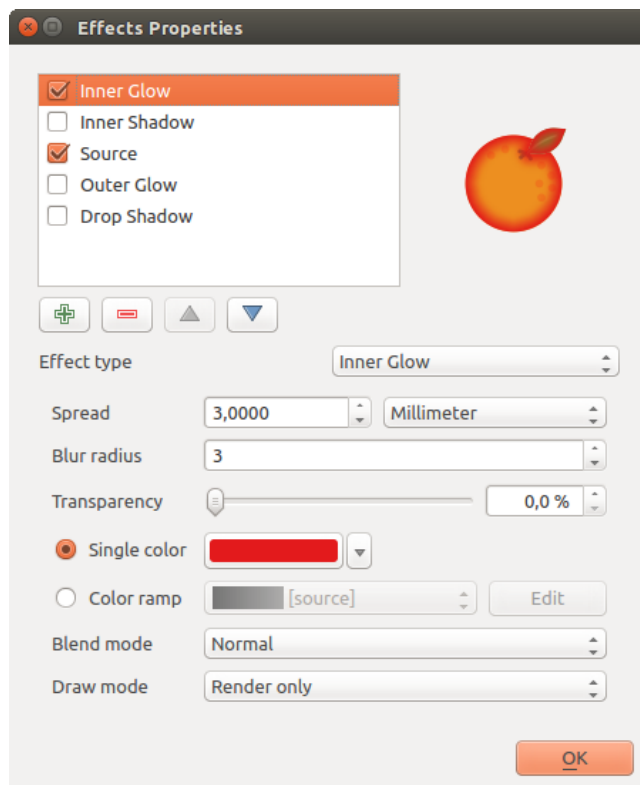 Effects Properties
Inner Glow
Inner Shadow
Source
Outer Glow
Drop Shadow
Effect type Inner Glow
Spread 3,0000 Millimeter
Blur radius 3
Transparency 0,0 %
Single color
Color ramp [source] Edit
Blend mode Normal
Draw mode Render only
OK